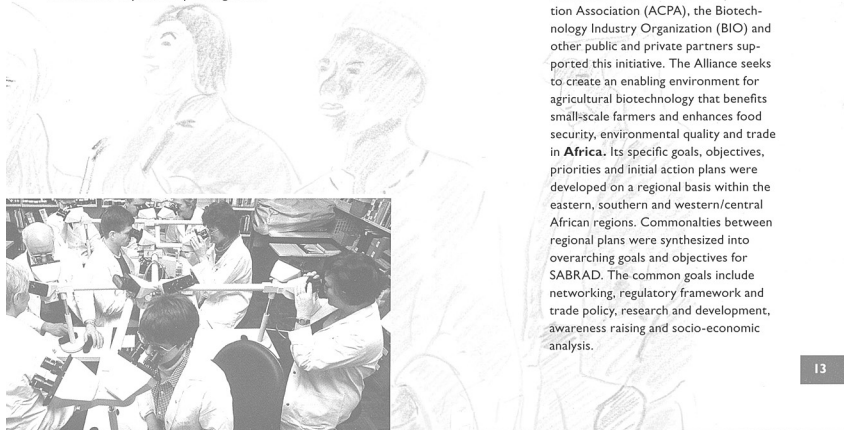 tion Association (ACPA), the Biotech-
nology Industry Organization (BIO) and
other public and private partners sup-
ported this initiative. The Alliance seeks
to create an enabling environment for
agricultural biotechnology that benefits
small-scale farmers and enhances food
security, environmental quality and trade
in Africa. Its specific goals, objectives,
priorities and initial action plans were
developed on a regional basis within the
eastern, southern and western/central
African regions. Commonalties between
regional plans were synthesized into
overarching goals and objectives for
SABRAD. The common goals include
networking, regulatory framework and
trade policy, research and development,
awareness raising and socio-economic
analysis.
13